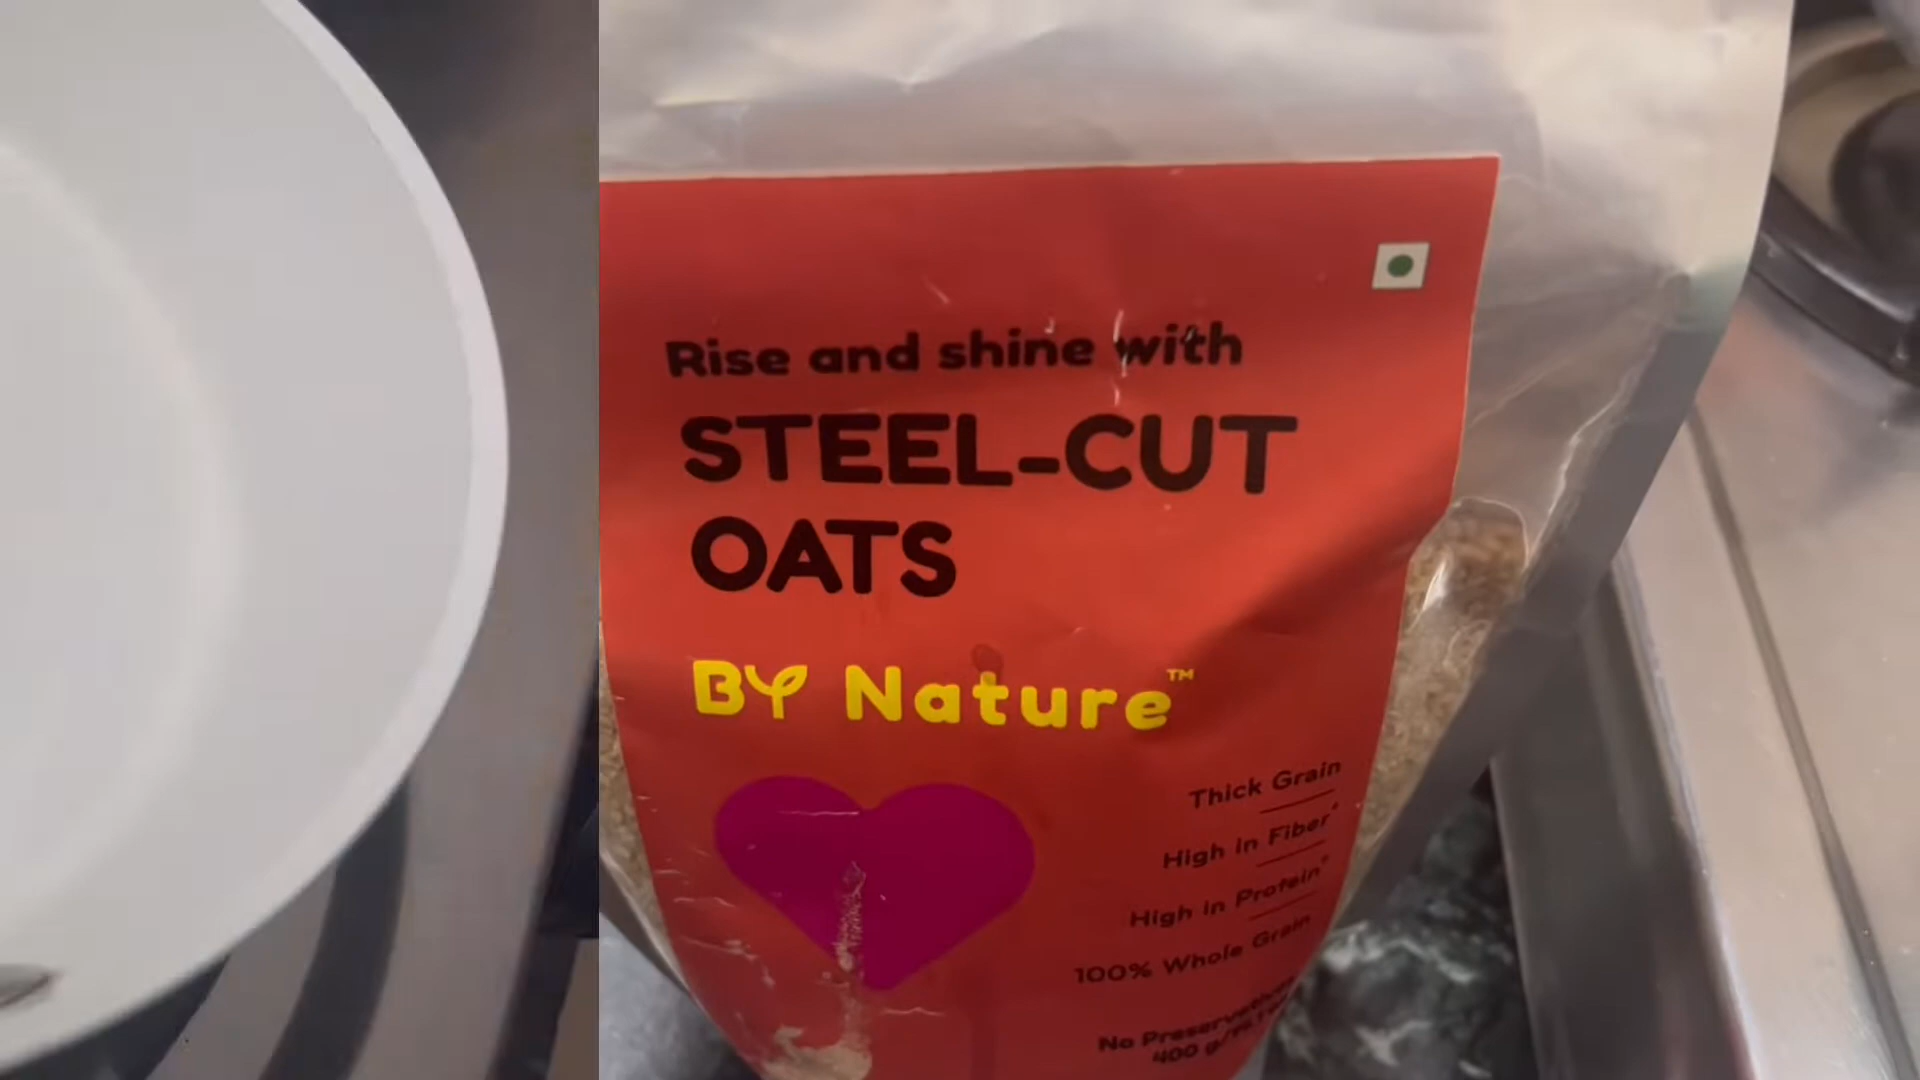 Rise and shine with
STEEL-CUT
OATS
BY Nature™
Thick Grain
High in Fiber*
High in Protein*
100% Whole Grain
No
400 g